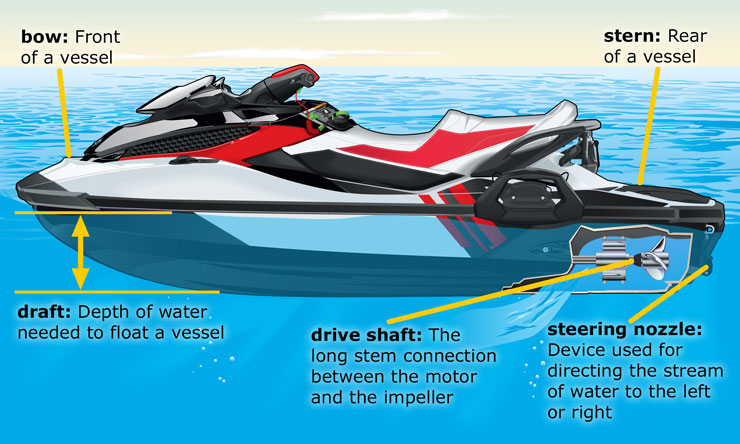 bow: Front
of a vessel
stern: Rear
of a vessel
draft: Depth of water
needed to float a vessel
drive shaft: The
long stem connection
between the motor
and the impeller
steering nozzle:
Device used for
directing the stream
of water to the left
or right